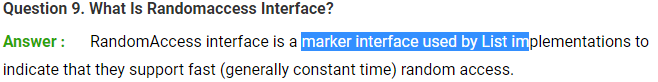 Question 9. What Is Randomaccess Interface?
Answer : RandomAccess interface is a marker interface used by List implementations to
indicate that they support fast (generally constant time) random access.